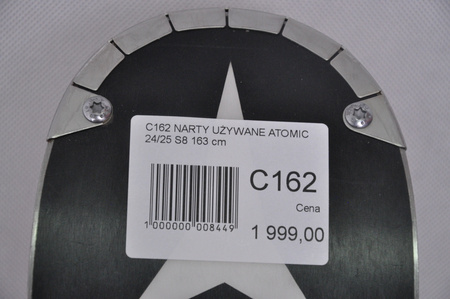 C162 NARTY UŻYWANE ATOMIC
24/25 S8 163 cm
C162
Cena
1 999,00
1 000000 008449